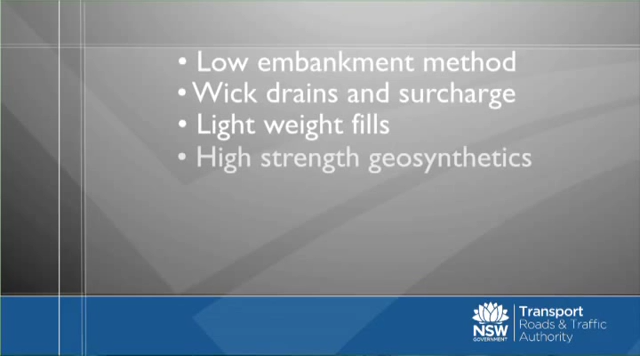 • Low embankment method
• Wick drains and surcharge
• Light weight fills
• High strength geosynthetics
NSW
GOVERNMENT
Transport
Roads & Traffic
Authority